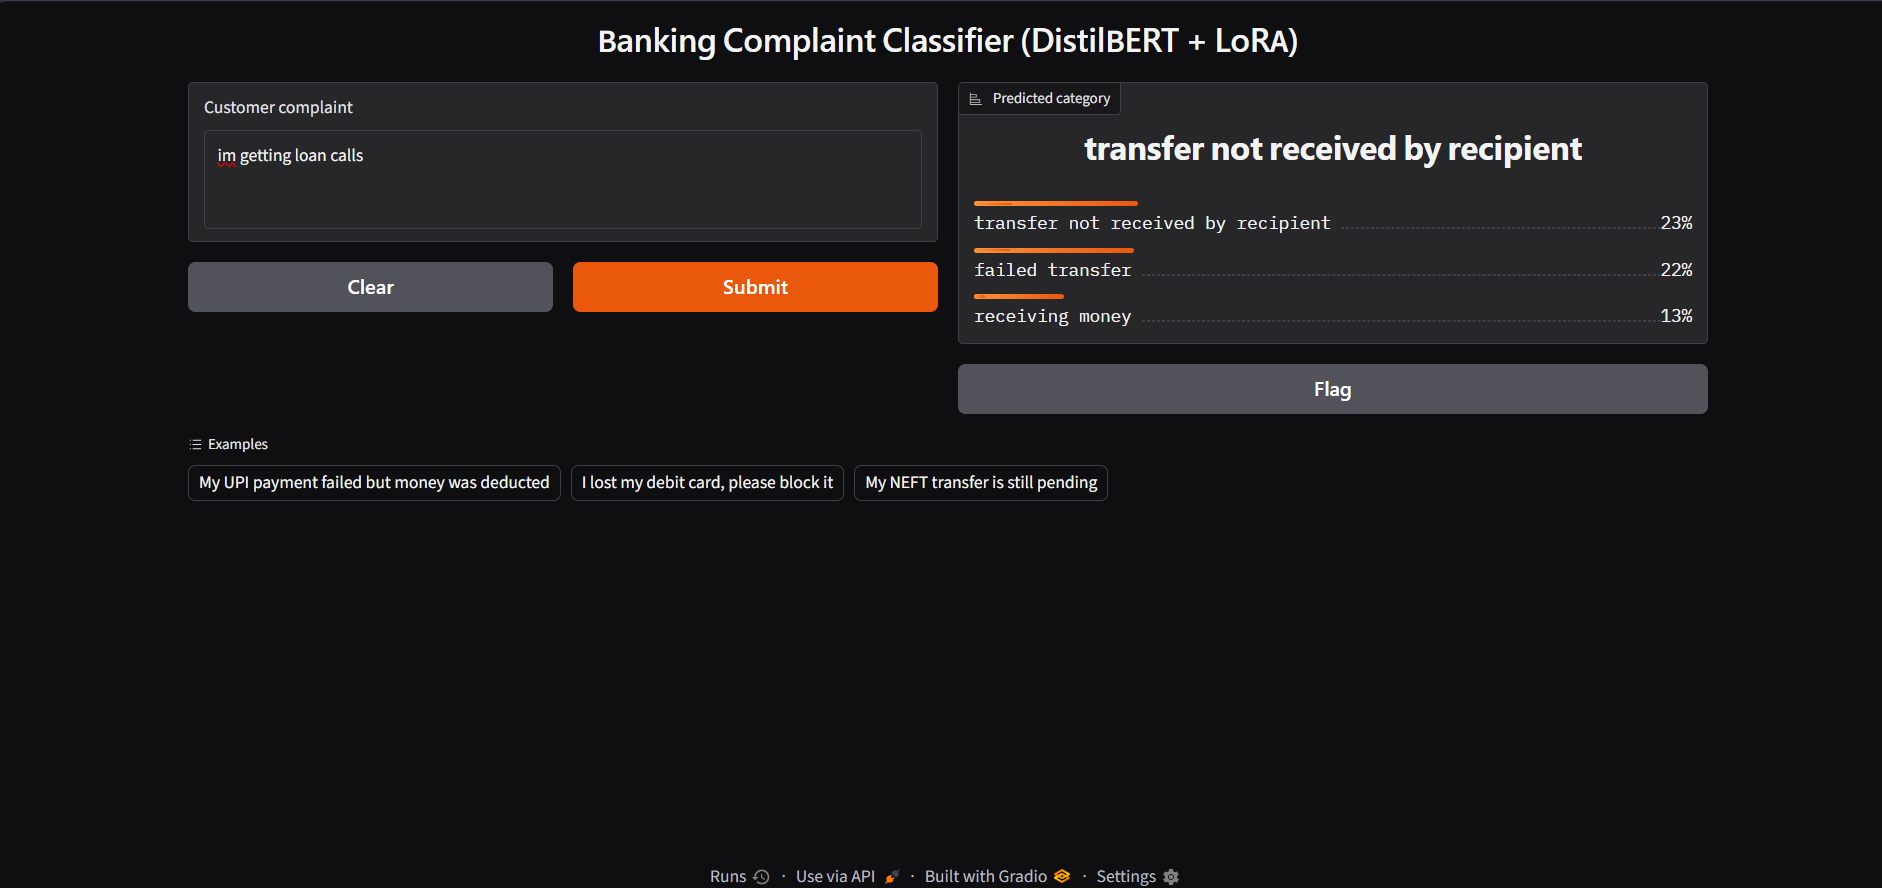 Banking Complaint Classifier (DistilBERT + LoRA)
Customer complaint
im getting loan calls
Clear
Submit
Predicted category
transfer not received by recipient
transfer not received by recipient 23%
failed transfer 22%
receiving money 13%
Flag
Examples
My UPI payment failed but money was deducted
I lost my debit card, please block it
My NEFT transfer is still pending
Runs · Use via API · Built with Gradio · Settings